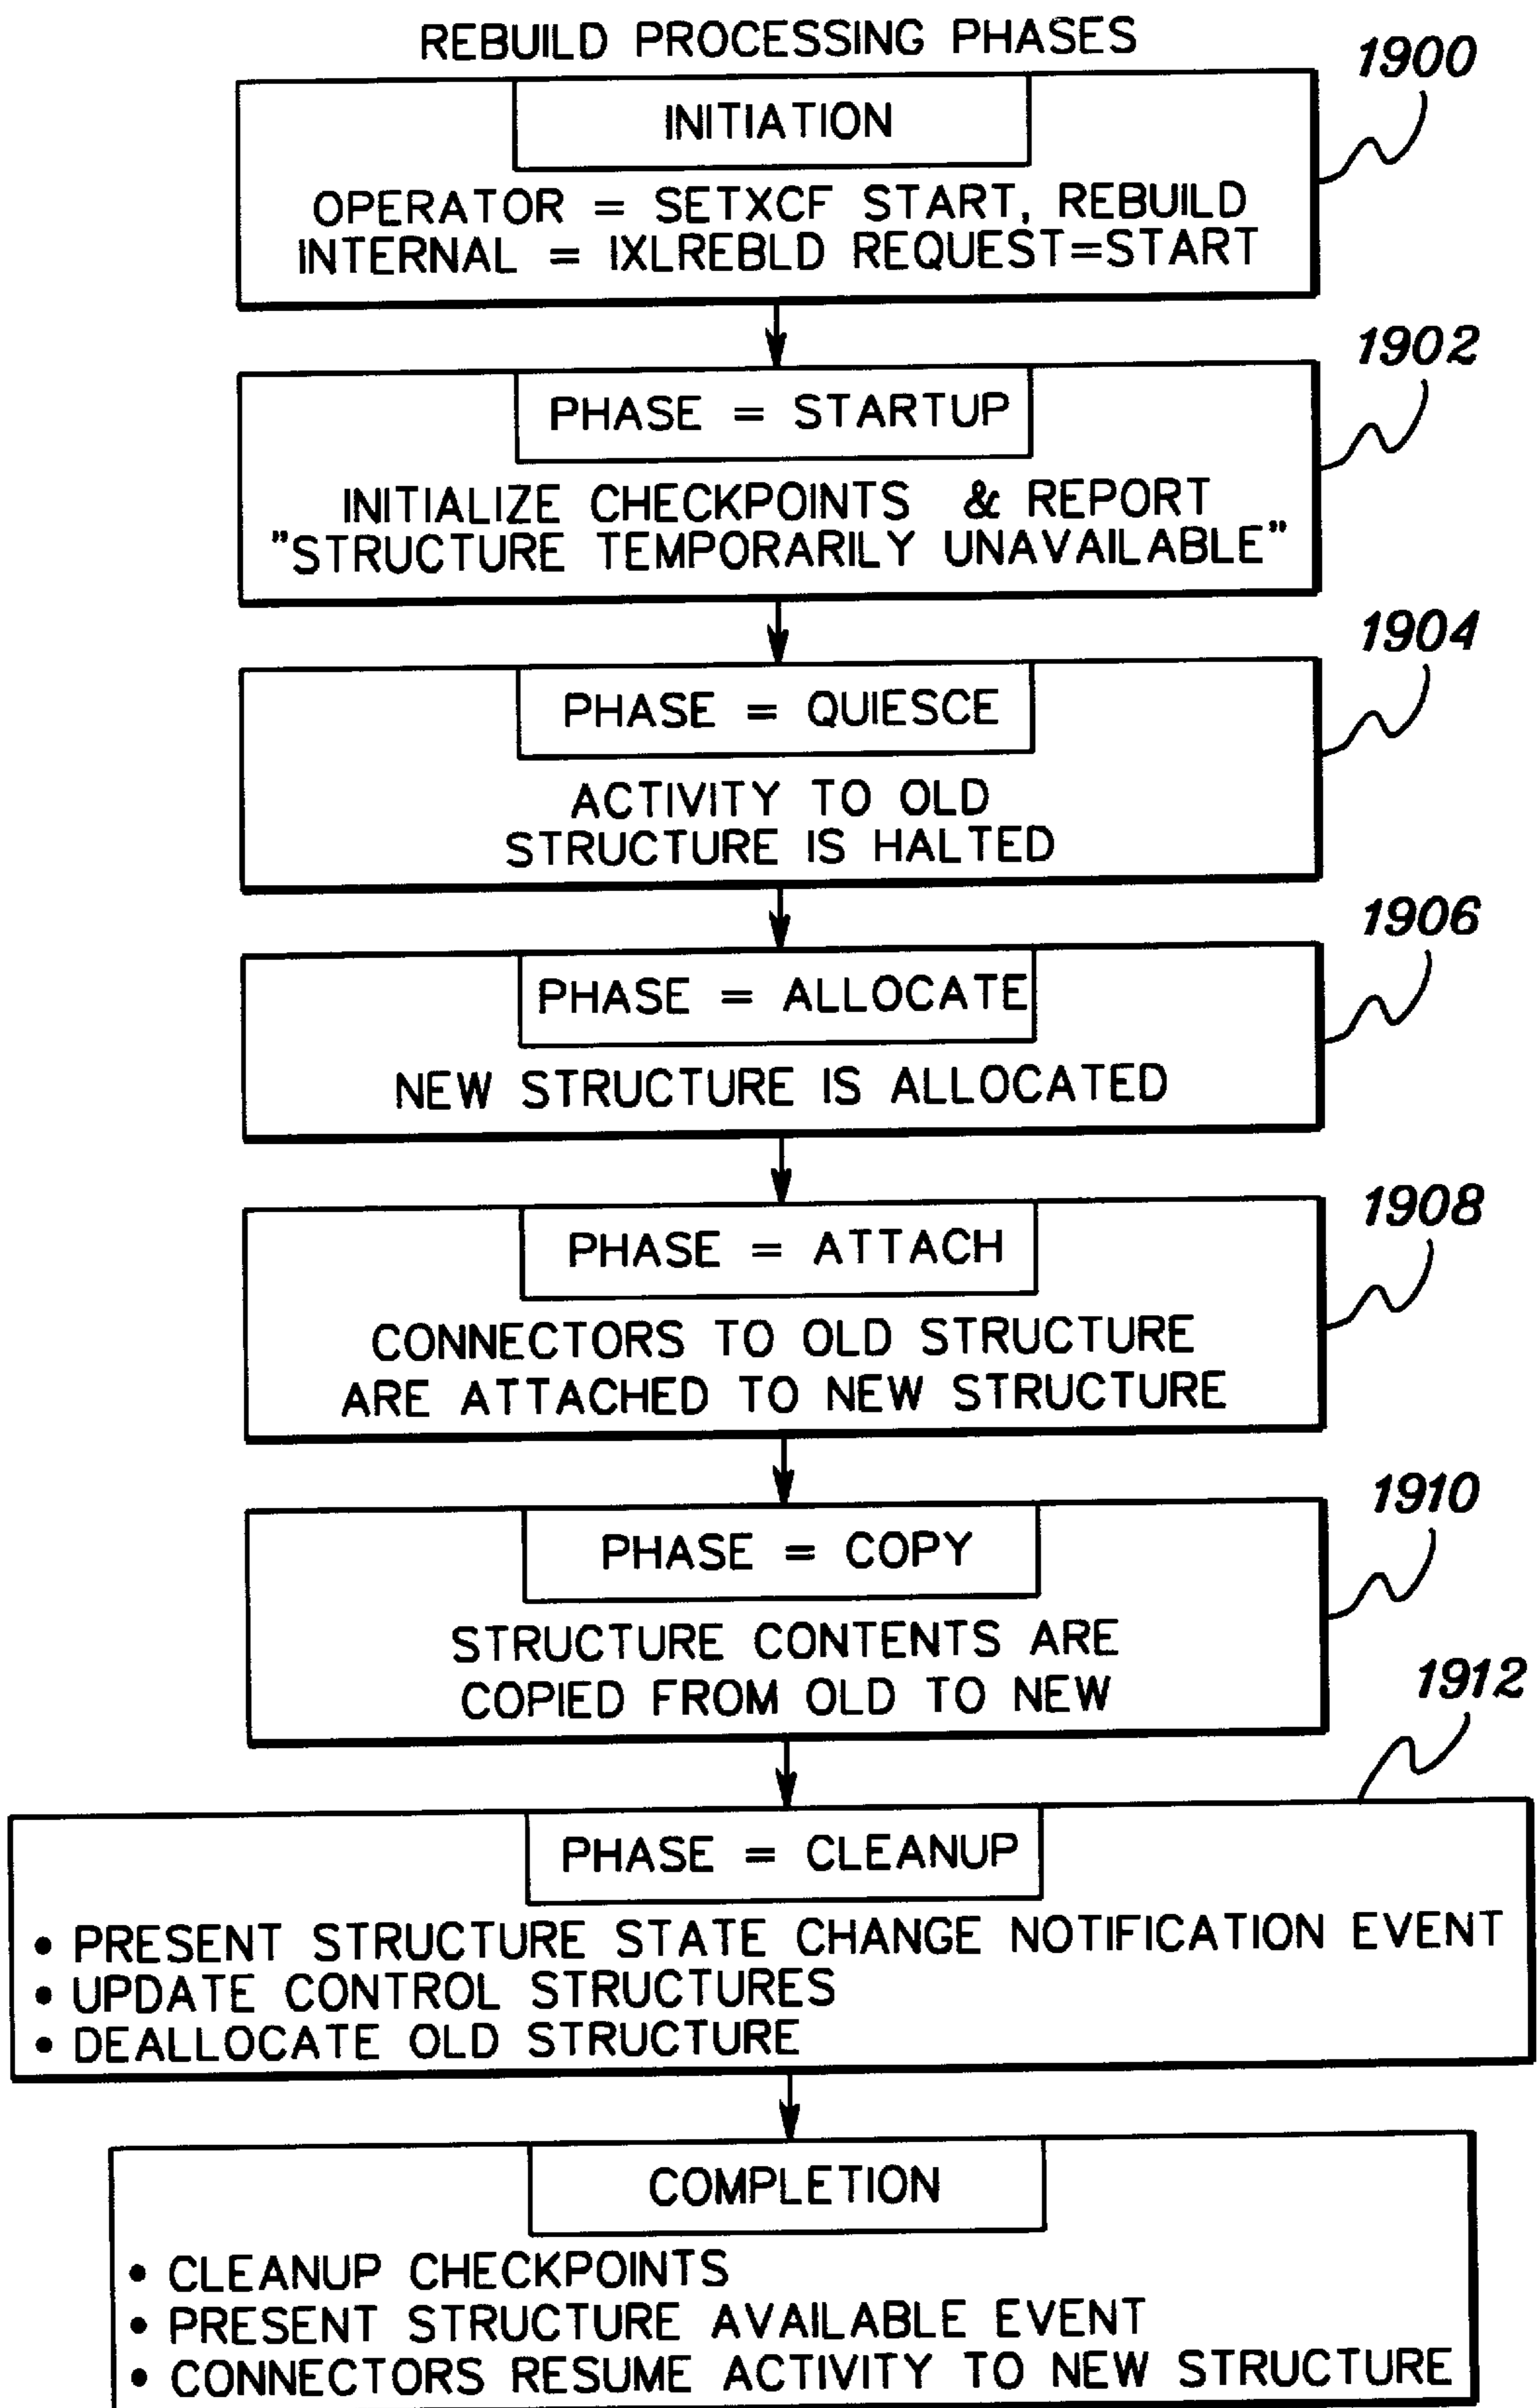 REBUILD PROCESSING PHASES
1900
INITIATION
OPERATOR = SETXCF START, REBUILD
INTERNAL = IXLREBLD REQUEST=START
1902
PHASE = STARTUP
INITIALIZE CHECKPOINTS & REPORT
"STRUCTURE TEMPORARILY UNAVAILABLE"
1904
PHASE = QUIESCE
ACTIVITY TO OLD
STRUCTURE IS HALTED
1906
PHASE = ALLOCATE
NEW STRUCTURE IS ALLOCATED
1908
PHASE = ATTACH
CONNECTORS TO OLD STRUCTURE
ARE ATTACHED TO NEW STRUCTURE
1910
PHASE = COPY
STRUCTURE CONTENTS ARE
COPIED FROM OLD TO NEW
1912
PHASE = CLEANUP
• PRESENT STRUCTURE STATE CHANGE NOTIFICATION EVENT
• UPDATE CONTROL STRUCTURES
• DEALLOCATE OLD STRUCTURE
COMPLETION
• CLEANUP CHECKPOINTS
• PRESENT STRUCTURE AVAILABLE EVENT
• CONNECTORS RESUME ACTIVITY TO NEW STRUCTURE